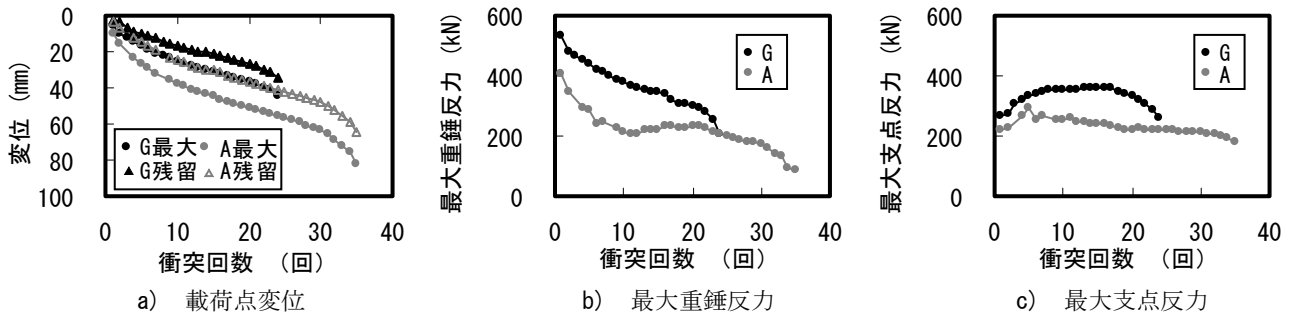 変位 (mm)
0
20
40
60
80
100
G最大 A最大
G残留 A残留
0 10 20 30 40
衝突回数 (回)
a) 載荷点変位
最大重錘反力 (kN)
600
400
200
0
G
A
0 10 20 30 40
衝突回数 (回)
b) 最大重錘反力
最大支点反力 (kN)
600
400
200
0
G
A
0 10 20 30 40
衝突回数 (回)
c) 最大支点反力